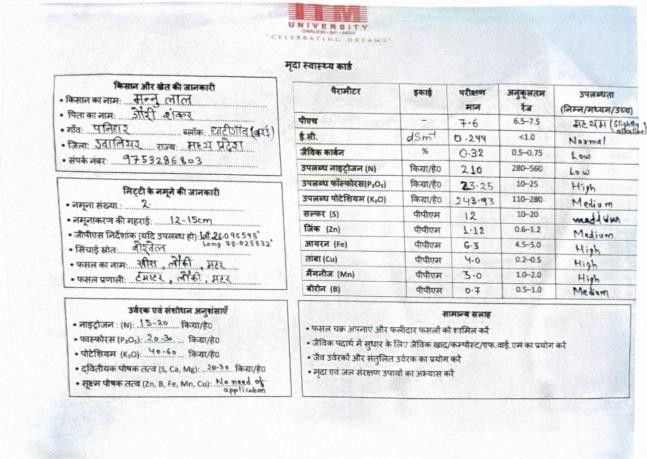 ITM
UNIVERSITY
GWALIOR • MP • INDIA
"CELEBRATING DREAMS"
मृदा स्वास्थ्य कार्ड
किसान और खेत की जानकारी
• किसान का नाम: मन्नू लाल
• पिता का नाम: गौरी शंकर
• गाँव: पनिहार ब्लॉक: घाटीगाँव (बरई)
• जिला: ग्वालियर राज्य: मध्य प्रदेश
• संपर्क नंबर: 9753286803
मिट्टी के नमूने की जानकारी
• नमूना संख्या: 2
• नमूनाकरण की गहराई: 12-15cm
• जीपीएस निर्देशांक (यदि उपलब्ध हो)
Long 78.025832°
• सिंचाई स्रोत: बोरवेल
• फसल का नाम: खीरा, लौकी, मटर
• फसल प्रणाली: टमाटर, लौकी, मटर
उर्वरक एवं संशोधन अनुशंसाएँ
• नाइट्रोजन : (N): 15-20 किग्रा/हे0
• फास्फोरस (P₂O₅): 20-30 किग्रा/हे0
• पोटेशियम (K₂O): 40-60 किग्रा/हे0
• द्वितीयक पोषक तत्व (S, Ca, Mg): 20-30 किग्रा/हे0
• सूक्ष्म पोषक तत्व (Zn, B, Fe, Mn, Cu): No need of
application
पैरामीटर इकाई परीक्षण मान अनुकूलतम रेंज उपलब्धता (निम्न/मध्यम/उच्च)
पीएच - 7.6 6.5-7.5 मध्यम (Slightly alkaline)
ई.सी. dSm⁻¹ 0.244 <1.0 Normal
जैविक कार्बन % 0.32 0.5-0.75 Low
उपलब्ध नाइट्रोजन (N) किग्रा/हे0 210 280-560 Low
उपलब्ध फॉस्फोरस(P₂O₅) किग्रा/हे0 23.25 10-25 High
उपलब्ध पोटेशियम (K₂O) किग्रा/हे0 243.93 110-280 Medium
सल्फर (S) पीपीएम 12 10-20 meddium
जिंक (Zn) पीपीएम 1.12 0.6-1.2 Medium
आयरन (Fe) पीपीएम 6.3 4.5-5.0 High
तांबा (Cu) पीपीएम 4.0 0.2-0.5 High
मैंगनीज (Mn) पीपीएम 3.0 1.0-2.0 High
बोरोन (B) पीपीएम 0.7 0.5-1.0 Medium
सामान्य सलाह
• फसल चक्र अपनाएं और फलीदार फसलों को शामिल करें
• जैविक पदार्थ में सुधार के लिए जैविक खाद/कम्पोस्ट/एफ.वाई.एम का प्रयोग करें
• जैव उर्वरकों और संतुलित उर्वरक का प्रयोग करें
• मृदा एवं जल संरक्षण उपायों का अभ्यास करें